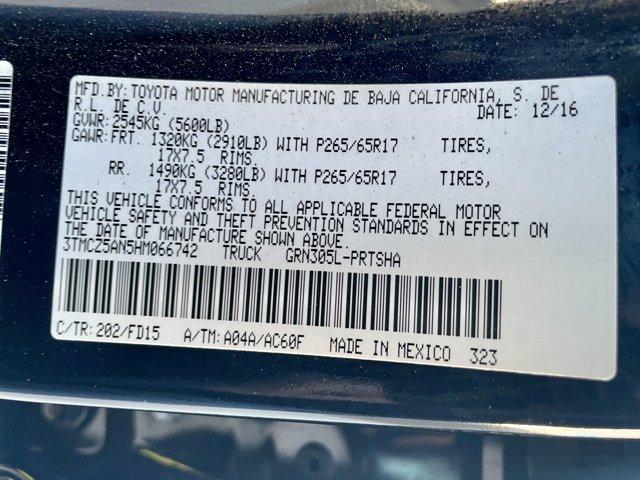 MFD.BY: TOYOTA MOTOR MANUFACTURING DE BAJA CALIFORNIA, S. DE
R.L. DE C.V. DATE: 12/16
GVWR: 2545KG (5600LB)
GAWR: FRT. 1320KG (2910LB) WITH P265/65R17 TIRES,
17X7.5 RIMS.
RR. 1490KG (3280LB) WITH P265/65R17 TIRES,
17X7.5 RIMS.
THIS VEHICLE CONFORMS TO ALL APPLICABLE FEDERAL MOTOR
VEHICLE SAFETY AND THEFT PREVENTION STANDARDS IN EFFECT ON
THE DATE OF MANUFACTURE SHOWN ABOVE.
3TMCZ5AN5HM066742 TRUCK GRN305L-PRTSHA
C/TR: 202/FD15 A/TM: A04A/AC60F MADE IN MEXICO 323